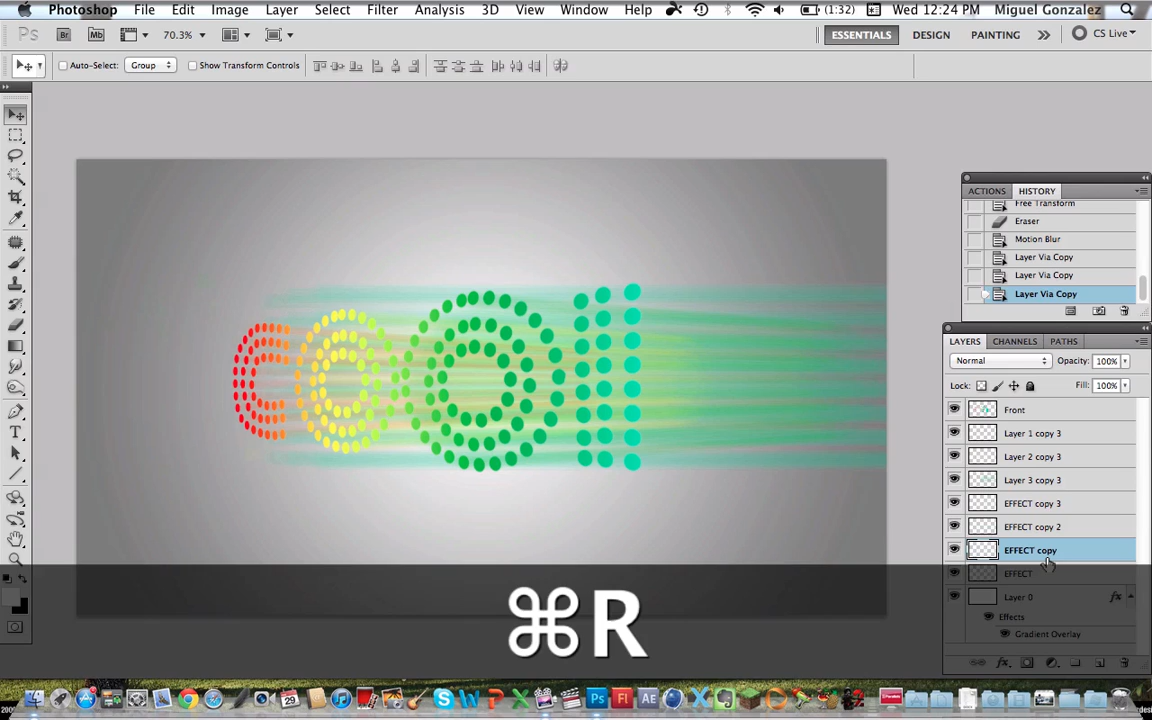 Photoshop File Edit Image Layer Select Filter Analysis 3D View Window Help (1:32) Wed 12:24 PM Miguel Gonzalez
Ps Br Mb 70.3% ESSENTIALS DESIGN PAINTING CS Live
Auto-Select: Group Show Transform Controls
ACTIONS HISTORY
Free Transform
Eraser
Motion Blur
Layer Via Copy
Layer Via Copy
Layer Via Copy
LAYERS CHANNELS PATHS
Normal Opacity: 100%
Lock: Fill: 100%
Front
Layer 1 copy 3
Layer 2 copy 3
Layer 3 copy 3
EFFECT copy 3
EFFECT copy 2
EFFECT copy
EFFECT
Layer 0 fx
Effects
Gradient Overlay
⌘R